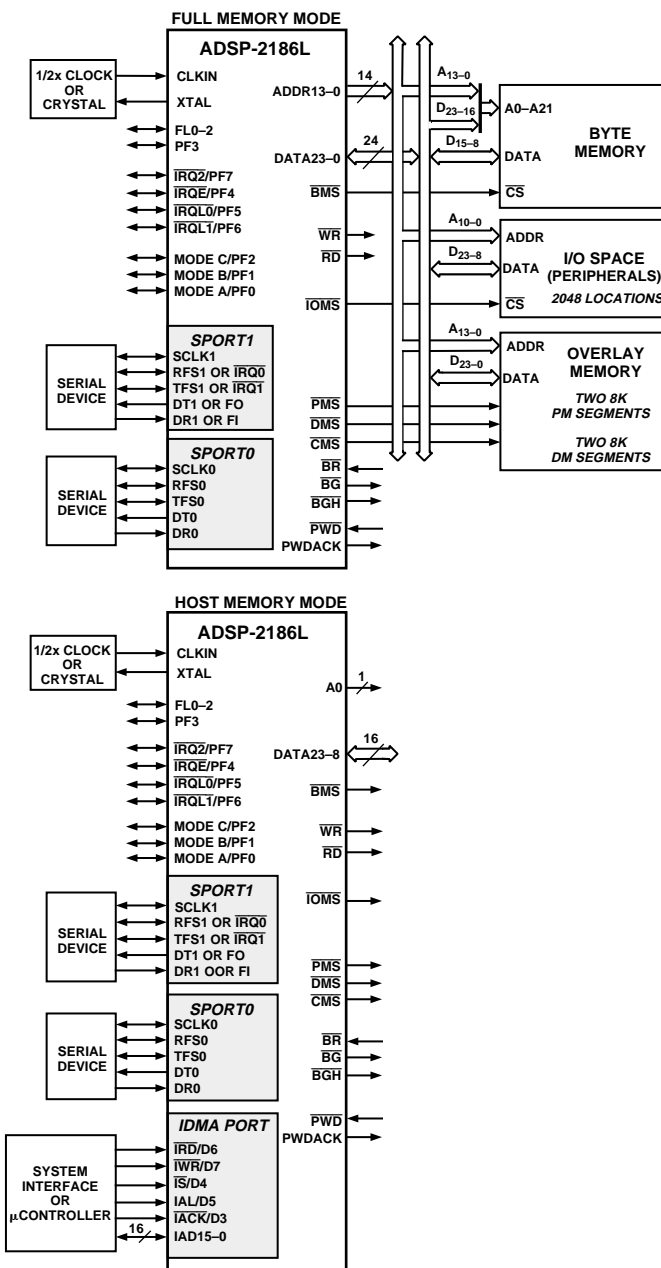 FULL MEMORY MODE
ADSP-2186L
1/2x CLOCK
OR
CRYSTAL
CLKIN
XTAL
FL0–2
PF3
IRQ2/PF7
IRQE/PF4
IRQL0/PF5
IRQL1/PF6
MODE C/PF2
MODE B/PF1
MODE A/PF0
SPORT1
SCLK1
RFS1 OR IRQ0
TFS1 OR IRQ1
DT1 OR FO
DR1 OR FI
SERIAL
DEVICE
SPORT0
SCLK0
RFS0
TFS0
DT0
DR0
SERIAL
DEVICE
ADDR13–0
14
DATA23–0
24
BMS
WR
RD
IOMS
PMS
DMS
CMS
BR
BG
BGH
PWD
PWDACK
A13–0
D23–16
A0–A21
D15–8
DATA
CS
BYTE
MEMORY
A10–0
ADDR
D23–8
DATA
CS
I/O SPACE
(PERIPHERALS)
2048 LOCATIONS
A13–0
ADDR
D23–0
DATA
OVERLAY
MEMORY
TWO 8K
PM SEGMENTS
TWO 8K
DM SEGMENTS
HOST MEMORY MODE
ADSP-2186L
1/2x CLOCK
OR
CRYSTAL
CLKIN
XTAL
FL0–2
PF3
IRQ2/PF7
IRQE/PF4
IRQL0/PF5
IRQL1/PF6
MODE C/PF2
MODE B/PF1
MODE A/PF0
SPORT1
SCLK1
RFS1 OR IRQ0
TFS1 OR IRQ1
DT1 OR FO
DR1 OOR FI
SERIAL
DEVICE
SPORT0
SCLK0
RFS0
TFS0
DT0
DR0
SERIAL
DEVICE
IDMA PORT
IRD/D6
IWR/D7
IS/D4
IAL/D5
IACK/D3
IAD15–0
16
SYSTEM
INTERFACE
OR
µCONTROLLER
A0
1
DATA23–8
16
BMS
WR
RD
IOMS
PMS
DMS
CMS
BR
BG
BGH
PWD
PWDACK